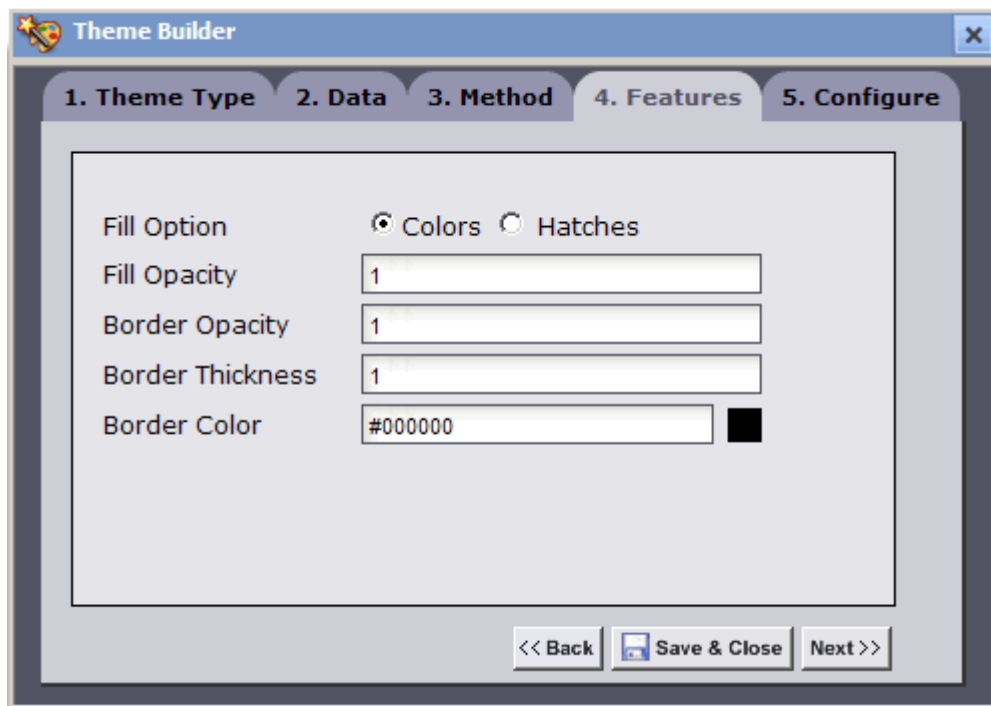 Theme Builder
1. Theme Type 2. Data 3. Method 4. Features 5. Configure
Fill Option Colors Hatches
Fill Opacity 1
Border Opacity 1
Border Thickness 1
Border Color #000000
<< Back Save & Close Next >>